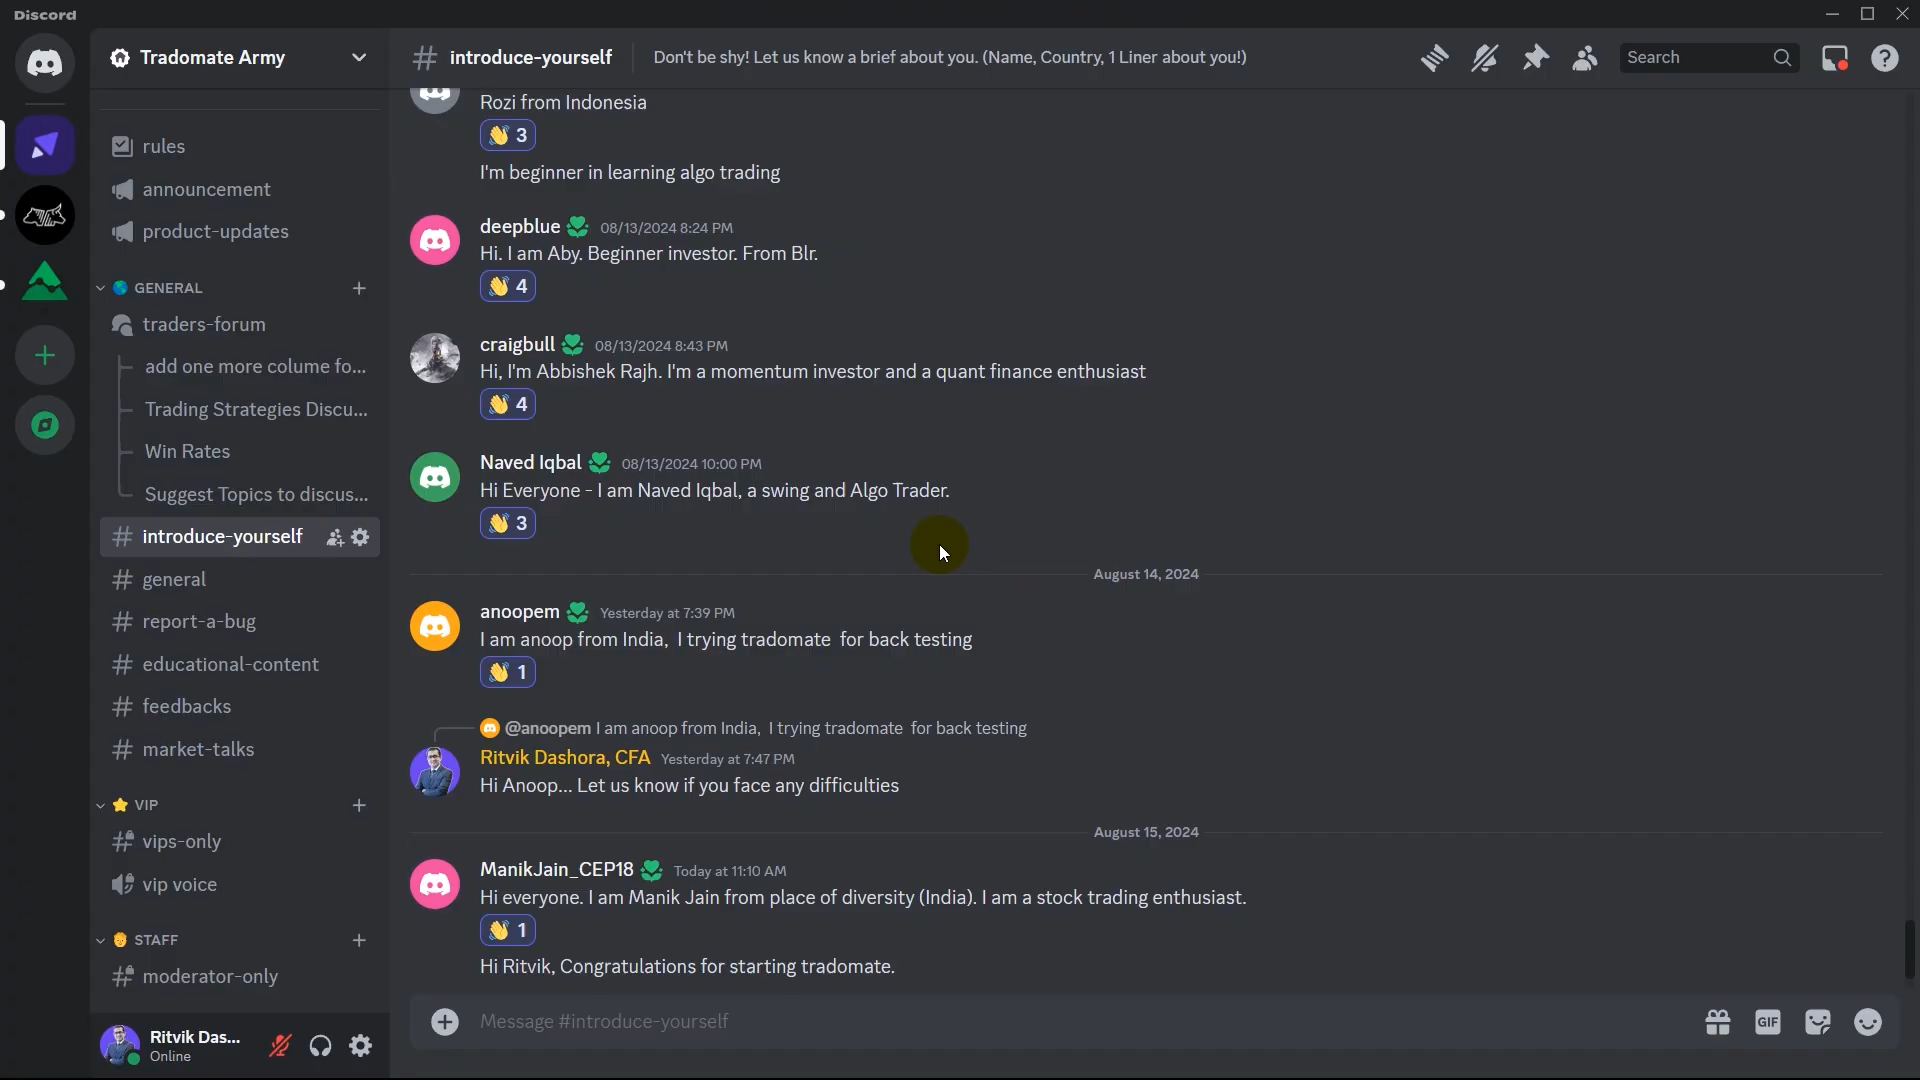 Discord
Tradomate Army
rules
announcement
product-updates
GENERAL
traders-forum
add one more colume fo...
Trading Strategies Discu...
Win Rates
Suggest Topics to discus...
introduce-yourself
general
report-a-bug
educational-content
feedbacks
market-talks
VIP
vips-only
vip voice
STAFF
moderator-only
Ritvik Das...
Online
introduce-yourself
Don't be shy! Let us know a brief about you. (Name, Country, 1 Liner about you!)
Search
Rozi from Indonesia
3
I'm beginner in learning algo trading
deepblue 08/13/2024 8:24 PM
Hi. I am Aby. Beginner investor. From Blr.
4
craigbull 08/13/2024 8:43 PM
Hi, I'm Abbishek Rajh. I'm a momentum investor and a quant finance enthusiast
4
Naved Iqbal 08/13/2024 10:00 PM
Hi Everyone - I am Naved Iqbal, a swing and Algo Trader.
3
August 14, 2024
anoopem Yesterday at 7:39 PM
I am anoop from India, I trying tradomate for back testing
1
@anoopem I am anoop from India, I trying tradomate for back testing
Ritvik Dashora, CFA Yesterday at 7:47 PM
Hi Anoop... Let us know if you face any difficulties
August 15, 2024
ManikJain_CEP18 Today at 11:10 AM
Hi everyone. I am Manik Jain from place of diversity (India). I am a stock trading enthusiast.
1
Hi Ritvik, Congratulations for starting tradomate.
Message #introduce-yourself
GIF